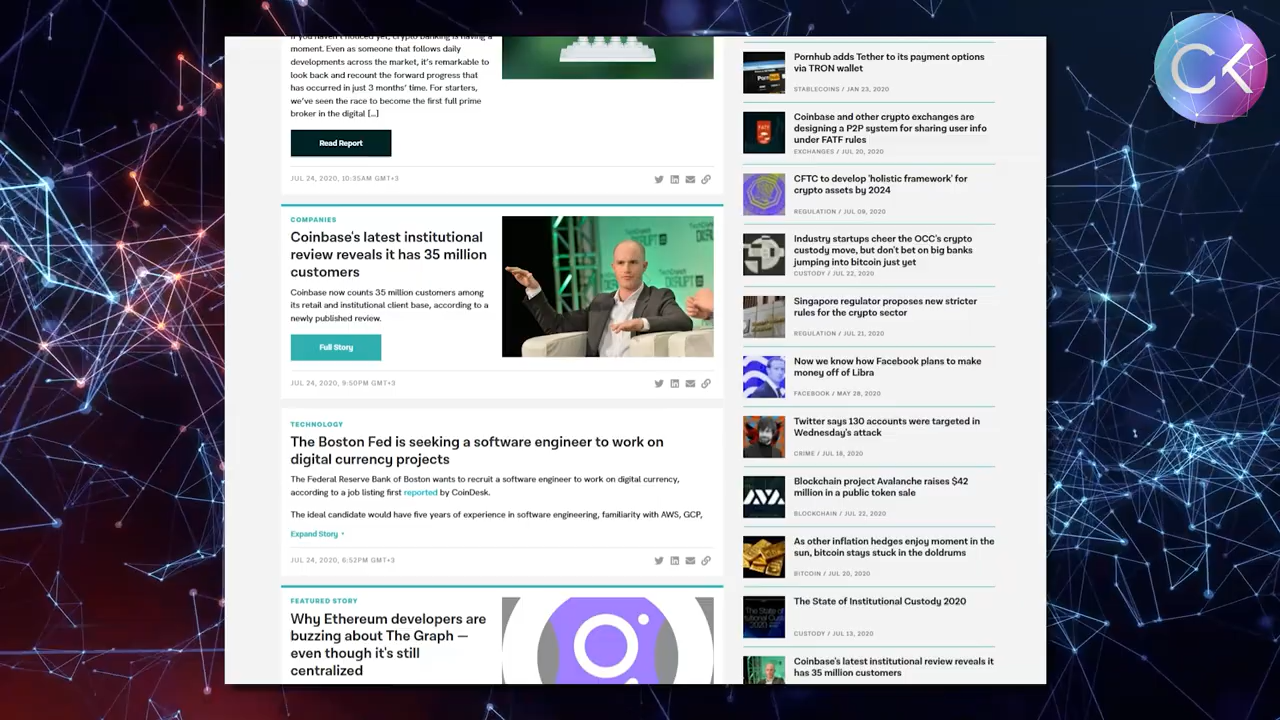 If you haven't noticed yet, crypto banking is having a
moment. Even as someone that follows daily
developments across the market, it's remarkable to
look back and recount the forward progress that
has occurred in just 3 months' time. For starters,
we've seen the race to become the first full prime
broker in the digital [...]
Read Report
JUL 24, 2020, 10:35AM GMT+3
COMPANIES
Coinbase's latest institutional
review reveals it has 35 million
customers
Coinbase now counts 35 million customers among
its retail and institutional client base, according to a
newly published review.
Full Story
JUL 24, 2020, 9:50PM GMT+3
TECHNOLOGY
The Boston Fed is seeking a software engineer to work on
digital currency projects
The Federal Reserve Bank of Boston wants to recruit a software engineer to work on digital currency,
according to a job listing first reported by CoinDesk.
The ideal candidate would have five years of experience in software engineering, familiarity with AWS, GCP,
Expand Story
JUL 24, 2020, 6:52PM GMT+3
FEATURED STORY
Why Ethereum developers are
buzzing about The Graph —
even though it's still
centralized
Pornhub adds Tether to its payment options
via TRON wallet
STABLECOINS / JAN 23, 2020
Coinbase and other crypto exchanges are
designing a P2P system for sharing user info
under FATF rules
EXCHANGES / JUL 20, 2020
CFTC to develop 'holistic framework' for
crypto assets by 2024
REGULATION / JUL 09, 2020
Industry startups cheer the OCC's crypto
custody move, but don't bet on big banks
jumping into bitcoin just yet
CUSTODY / JUL 22, 2020
Singapore regulator proposes new stricter
rules for the crypto sector
REGULATION / JUL 21, 2020
Now we know how Facebook plans to make
money off of Libra
FACEBOOK / MAY 28, 2020
Twitter says 130 accounts were targeted in
Wednesday's attack
CRIME / JUL 16, 2020
Blockchain project Avalanche raises $42
million in a public token sale
BLOCKCHAIN / JUL 22, 2020
As other inflation hedges enjoy moment in the
sun, bitcoin stays stuck in the doldrums
BITCOIN / JUL 20, 2020
The State of Institutional Custody 2020
CUSTODY / JUL 13, 2020
Coinbase's latest institutional review reveals it
has 35 million customers
CK